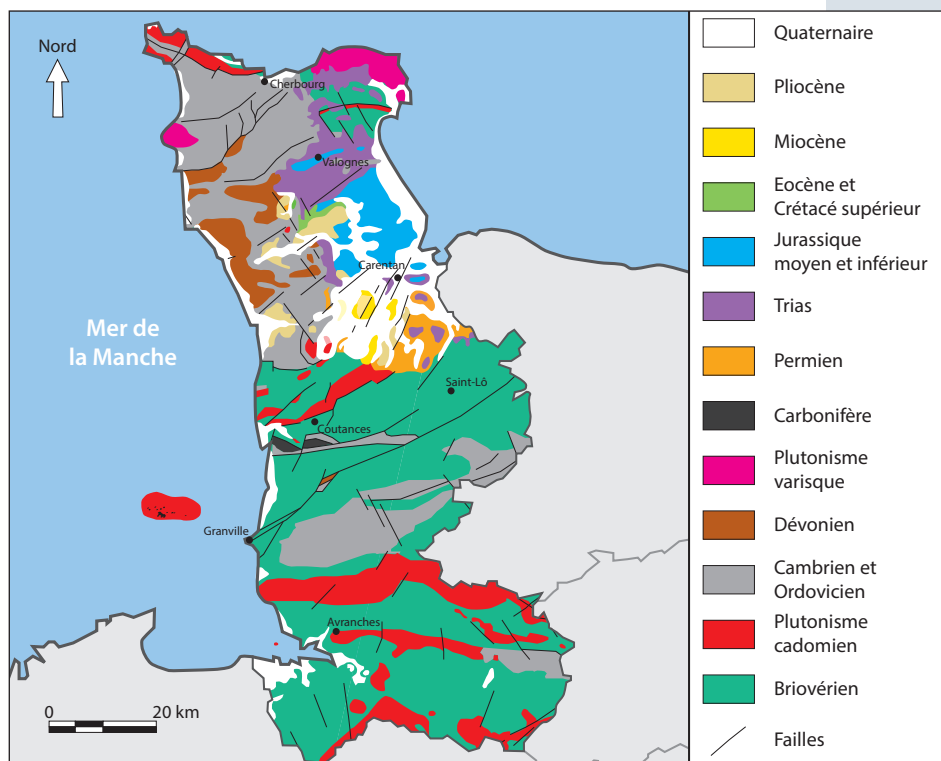 Nord
Cherbourg
Valognes
Carentan
Mer de
la Manche
Saint-Lô
Coutances
Granville
Avranches
0 20 km
Quaternaire
Pliocène
Miocène
Eocène et
Crétacé supérieur
Jurassique
moyen et inférieur
Trias
Permien
Carbonifère
Plutonisme
varisque
Dévonien
Cambrien et
Ordovicien
Plutonisme
cadomien
Briovérien
Failles